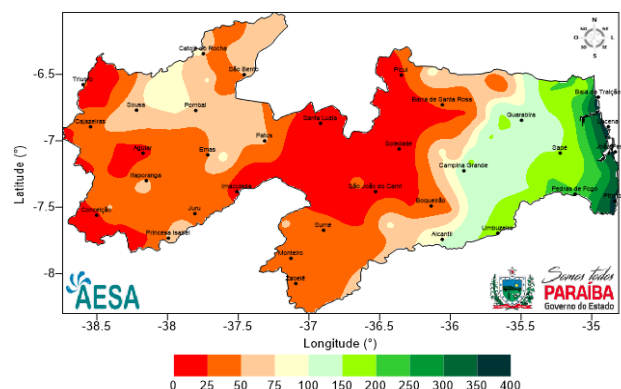 N
O
L
S
Catolé do Rocha
São Bento
Triunfo
Sousa
Pombal
Cajazeiras
Patos
Santa Luzia
Picuí
Barra de Santa Rosa
Baía da Traição
Guarabira
Soledade
Sapé
Aguiar
Emas
Campina Grande
Itaporanga
Imaculada
São João do Cariri
Boqueirão
Pedras de Fogo
Conceição
Juru
Princesa Isabel
Sumé
Alcantil
Umbuzeiro
Monteiro
Zabelê
-6.5
-7
-7.5
-8
Latitude (°)
AESA
Somos todos
PARAÍBA
Governo do Estado
-38.5 -38 -37.5 -37 -36.5 -36 -35.5 -35
Longitude (°)
0 25 50 75 100 150 200 250 300 350 400